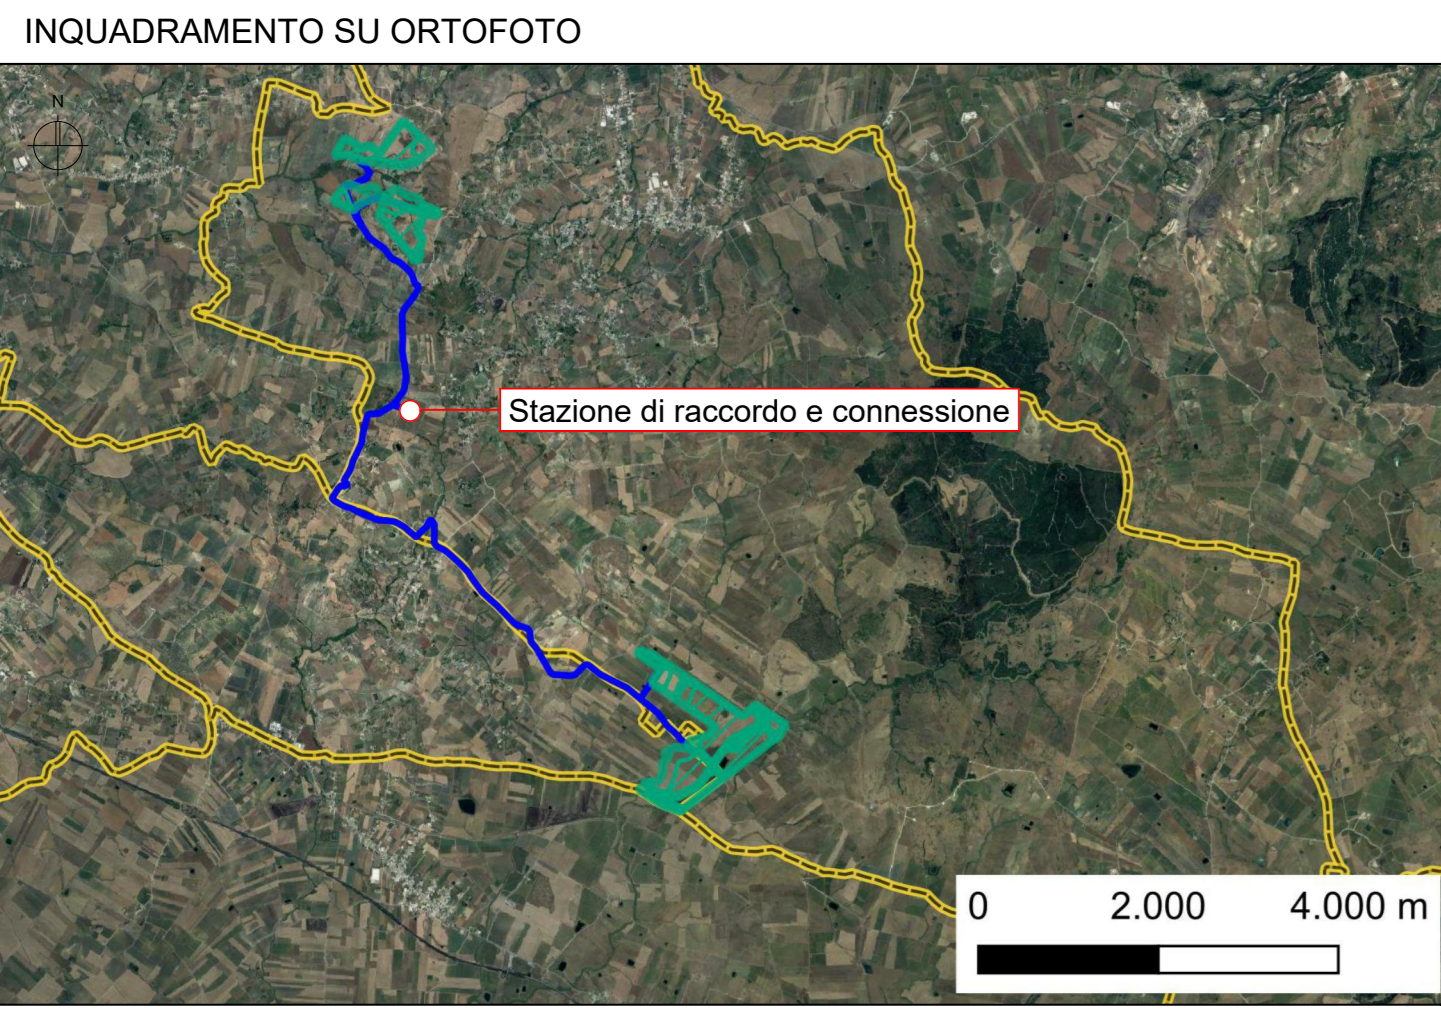 INQUADRAMENTO SU ORTOFOTO
N
Stazione di raccordo e connessione
0 2.000 4.000 m